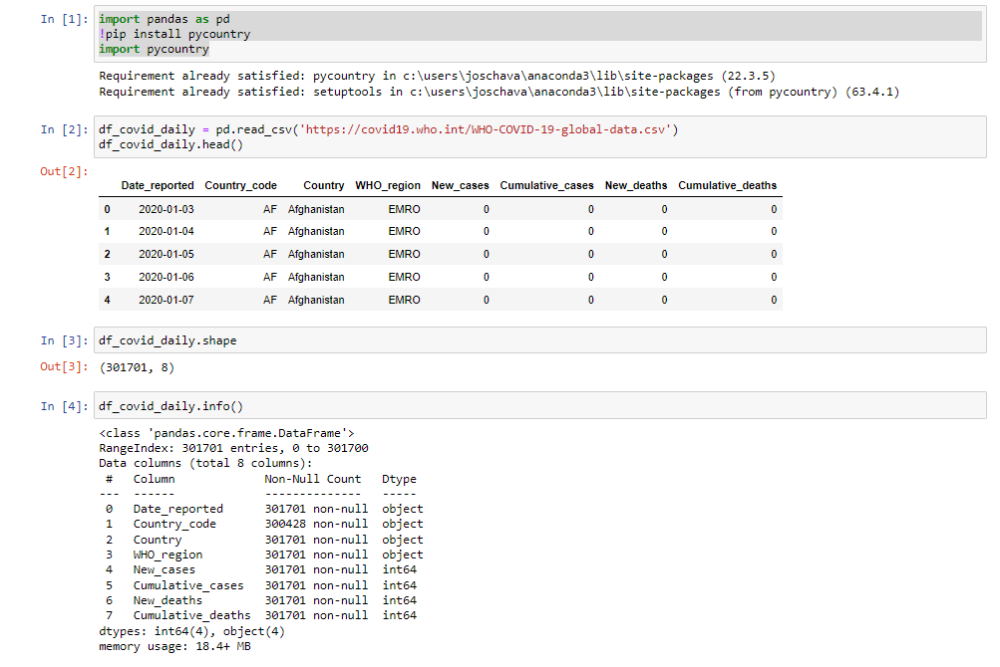 In [1]: import pandas as pd
!pip install pycountry
import pycountry
Requirement already satisfied: pycountry in c:\users\joschava\anaconda3\lib\site-packages (22.3.5)
Requirement already satisfied: setuptools in c:\users\joschava\anaconda3\lib\site-packages (from pycountry) (63.4.1)
In [2]: df_covid_daily = pd.read_csv('https://covid19.who.int/WHO-COVID-19-global-data.csv')
df_covid_daily.head()
Out[2]:
Date_reported Country_code Country WHO_region New_cases Cumulative_cases New_deaths Cumulative_deaths
0 2020-01-03 AF Afghanistan EMRO 0 0 0 0
1 2020-01-04 AF Afghanistan EMRO 0 0 0 0
2 2020-01-05 AF Afghanistan EMRO 0 0 0 0
3 2020-01-06 AF Afghanistan EMRO 0 0 0 0
4 2020-01-07 AF Afghanistan EMRO 0 0 0 0
In [3]: df_covid_daily.shape
Out[3]: (301701, 8)
In [4]: df_covid_daily.info()
<class 'pandas.core.frame.DataFrame'>
RangeIndex: 301701 entries, 0 to 301700
Data columns (total 8 columns):
# Column Non-Null Count Dtype
--- ------ -------------- -----
0 Date_reported 301701 non-null object
1 Country_code 300428 non-null object
2 Country 301701 non-null object
3 WHO_region 301701 non-null object
4 New_cases 301701 non-null int64
5 Cumulative_cases 301701 non-null int64
6 New_deaths 301701 non-null int64
7 Cumulative_deaths 301701 non-null int64
dtypes: int64(4), object(4)
memory usage: 18.4+ MB